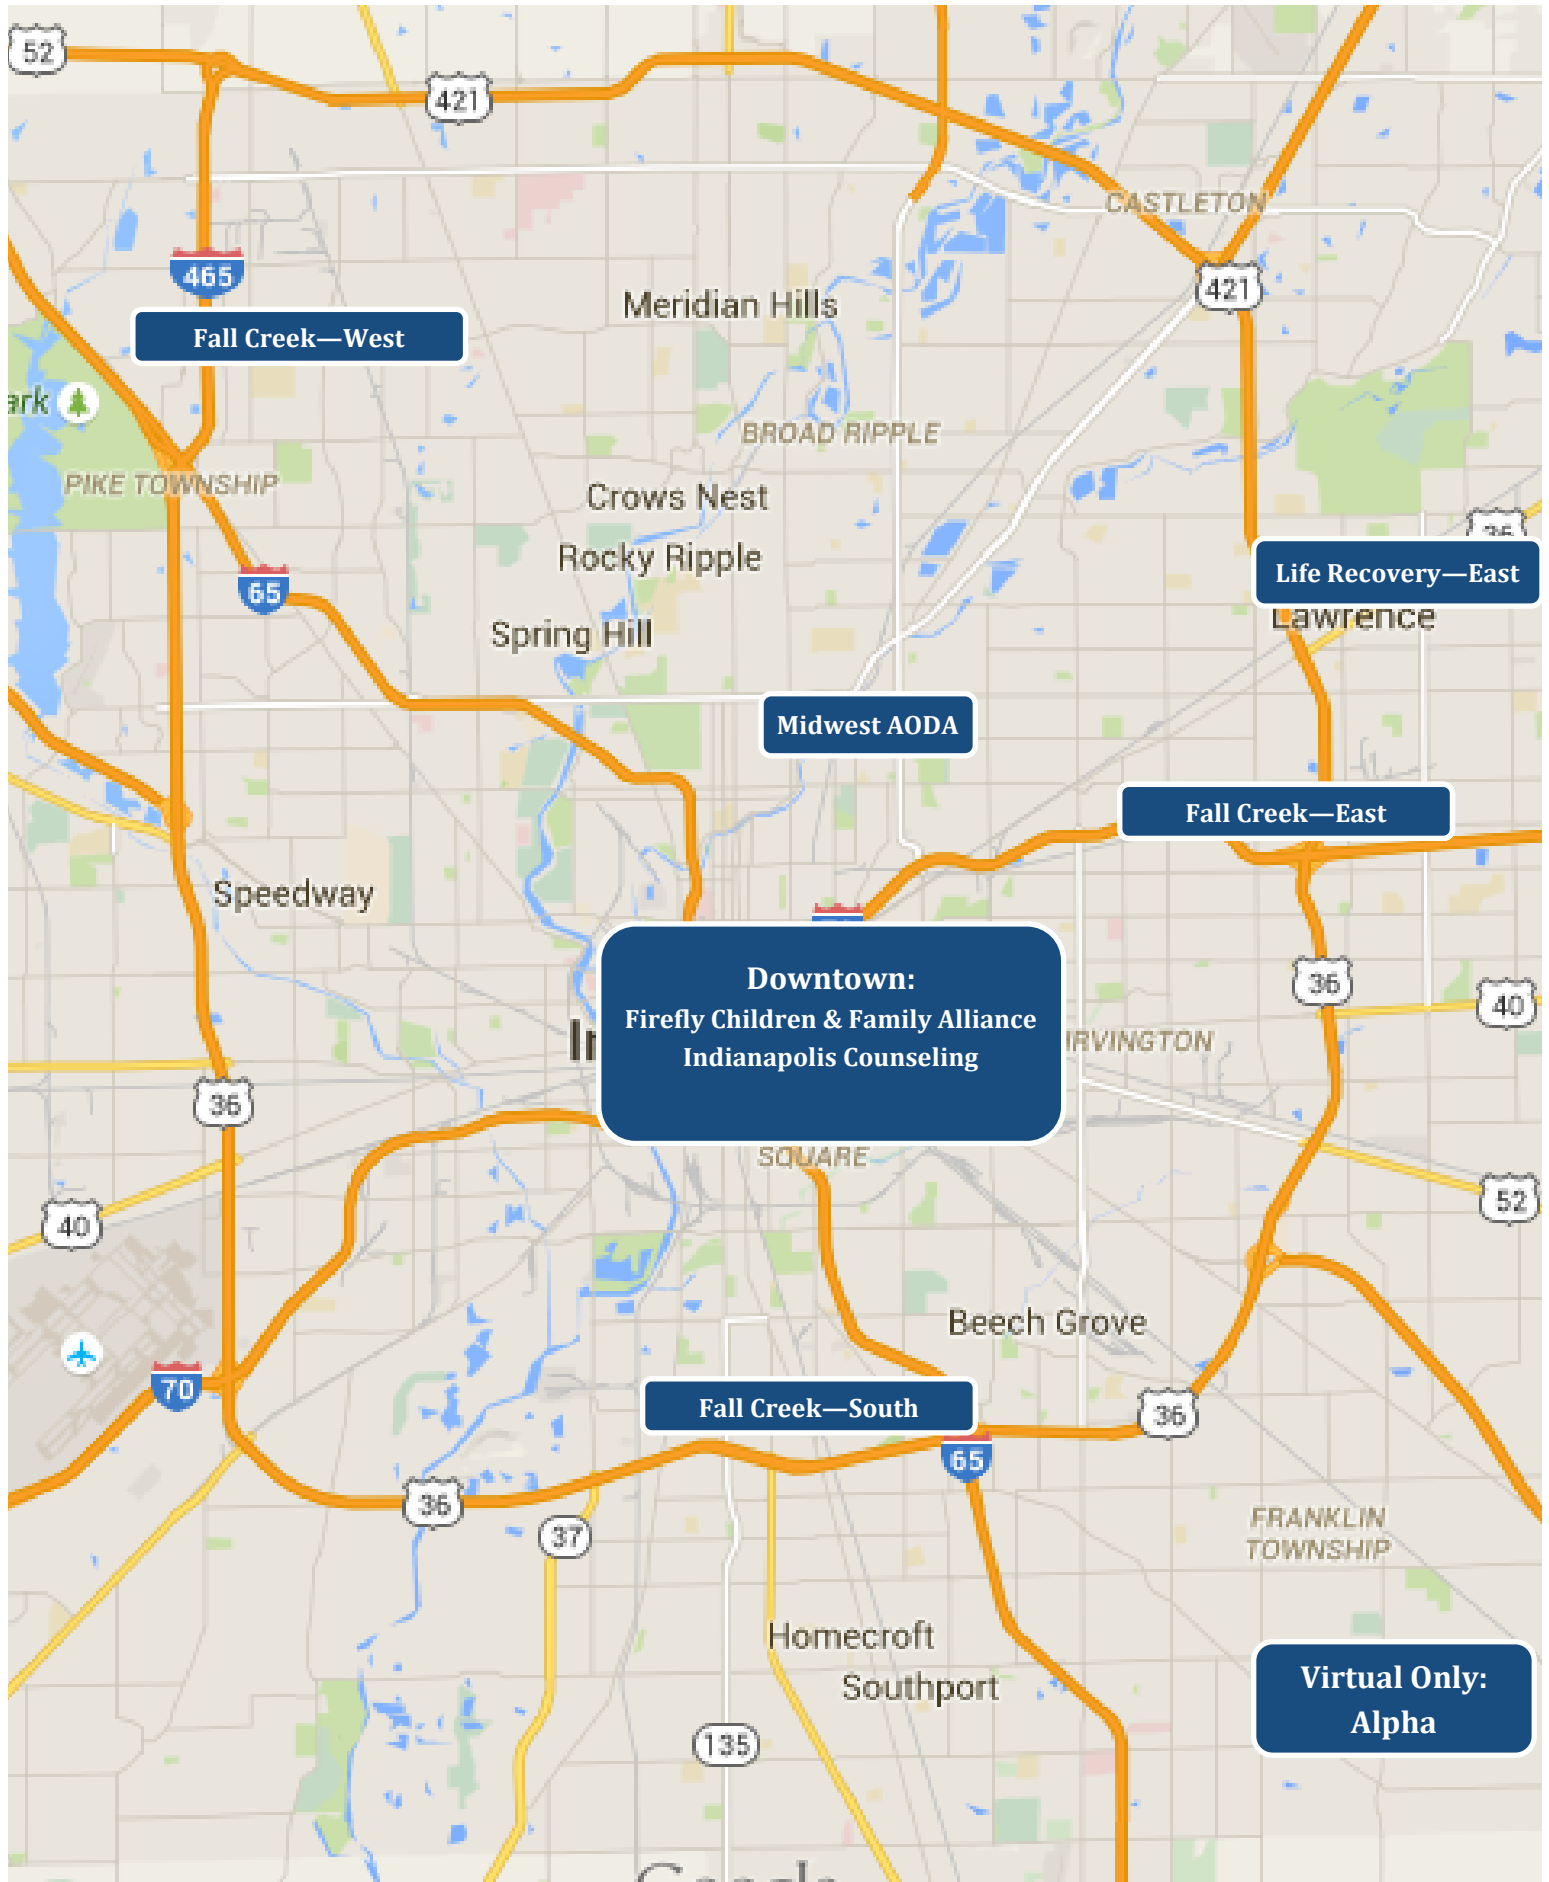 52
421
CASTLETON
465
421
Meridian Hills
Fall Creek—West
ark
BROAD RIPPLE
PIKE TOWNSHIP
Crows Nest
36
Rocky Ripple
Life Recovery—East
65
Lawrence
Spring Hill
Midwest AODA
Fall Creek—East
Speedway
Downtown:
Firefly Children & Family Alliance
Indianapolis Counseling
36
40
IRVINGTON
36
SQUARE
52
40
Beech Grove
70
Fall Creek—South
36
65
36
37
FRANKLIN
TOWNSHIP
Homecroft
Southport
Virtual Only:
Alpha
135